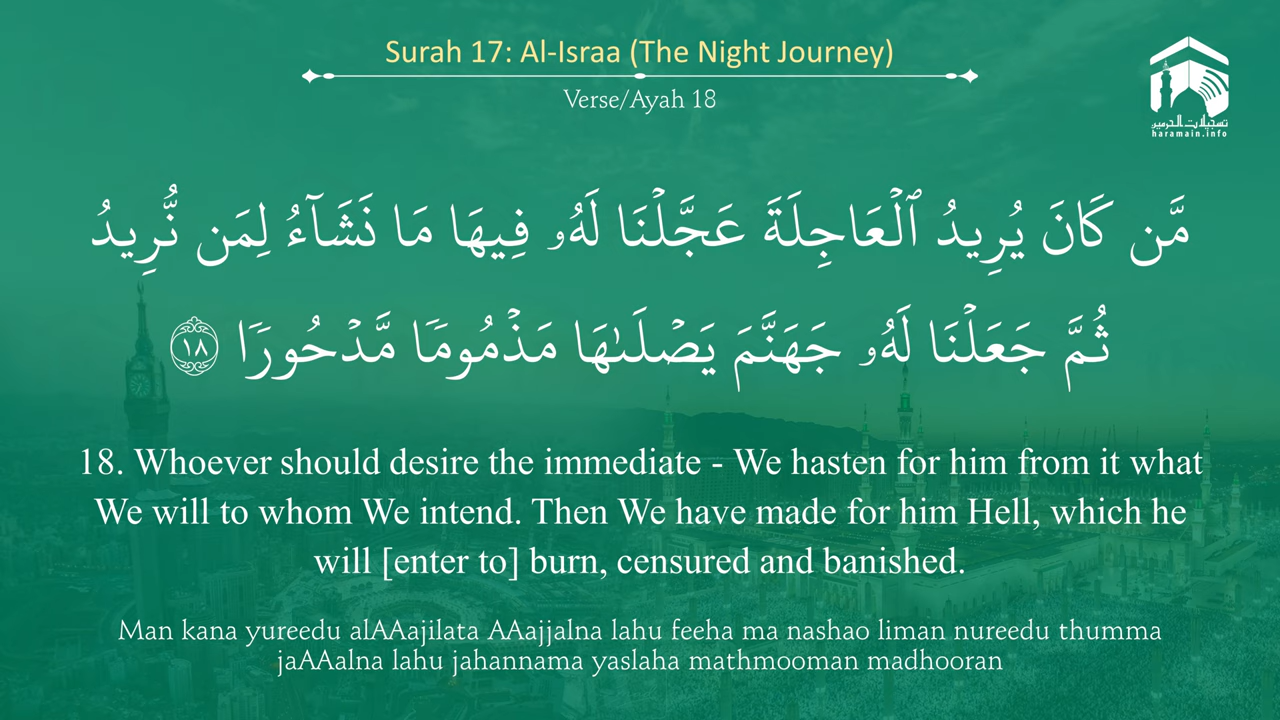 Surah 17: Al-Israa (The Night Journey)
Verse/Ayah 18
تسجيلات الحرمين
haramain.info
مَّن كَانَ يُرِيدُ ٱلۡعَاجِلَةَ عَجَّلۡنَا لَهُۥ فِيهَا مَا نَشَآءُ لِمَن نُّرِيدُ
ثُمَّ جَعَلۡنَا لَهُۥ جَهَنَّمَ يَصۡلَىٰهَا مَذۡمُومٗا مَّدۡحُورٗا ١٨
18. Whoever should desire the immediate - We hasten for him from it what
We will to whom We intend. Then We have made for him Hell, which he
will [enter to] burn, censured and banished.
Man kana yureedu alAAajilata AAajjalna lahu feeha ma nashao liman nureedu thumma
jaAAalna lahu jahannama yaslaha mathmooman madhooran